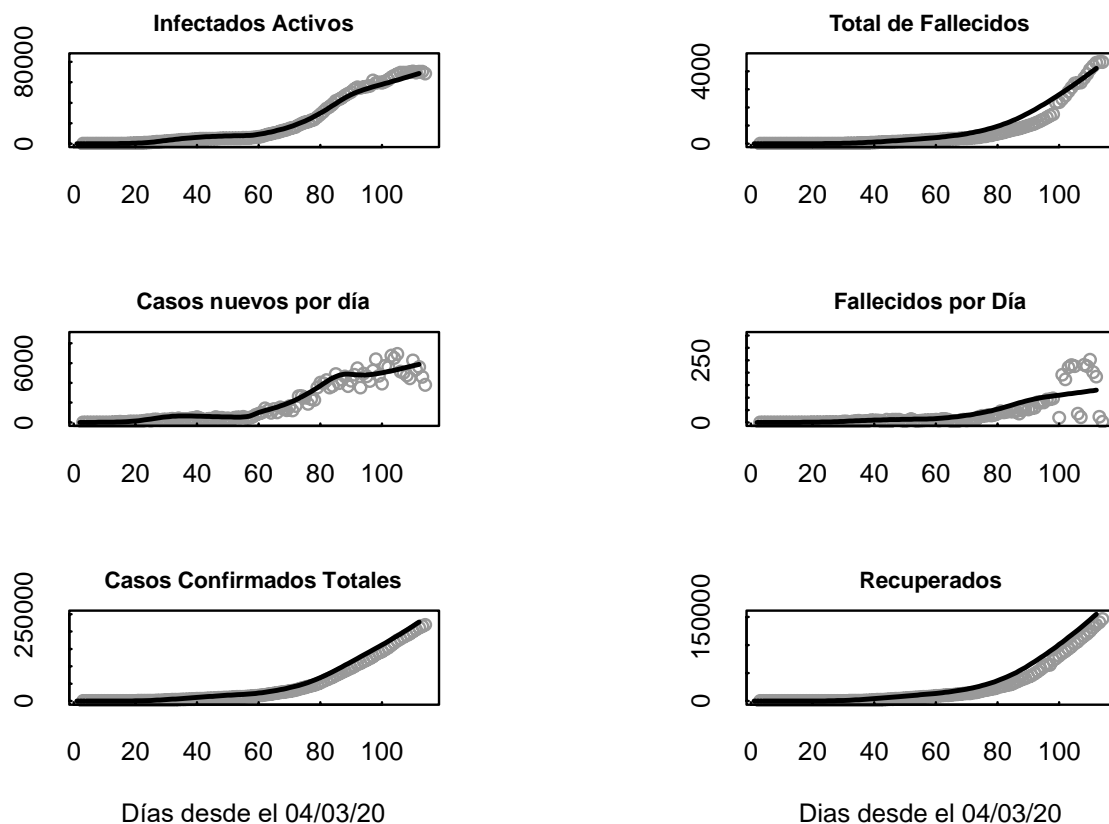 Infectados Activos
0 80000
0 20 40 60 80 100
Total de Fallecidos
0 4000
0 20 40 60 80 100
Casos nuevos por día
0 6000
0 20 40 60 80 100
Fallecidos por Día
0 250
0 20 40 60 80 100
Casos Confirmados Totales
0 250000
0 20 40 60 80 100
Días desde el 04/03/20
Recuperados
0 150000
0 20 40 60 80 100
Dias desde el 04/03/20